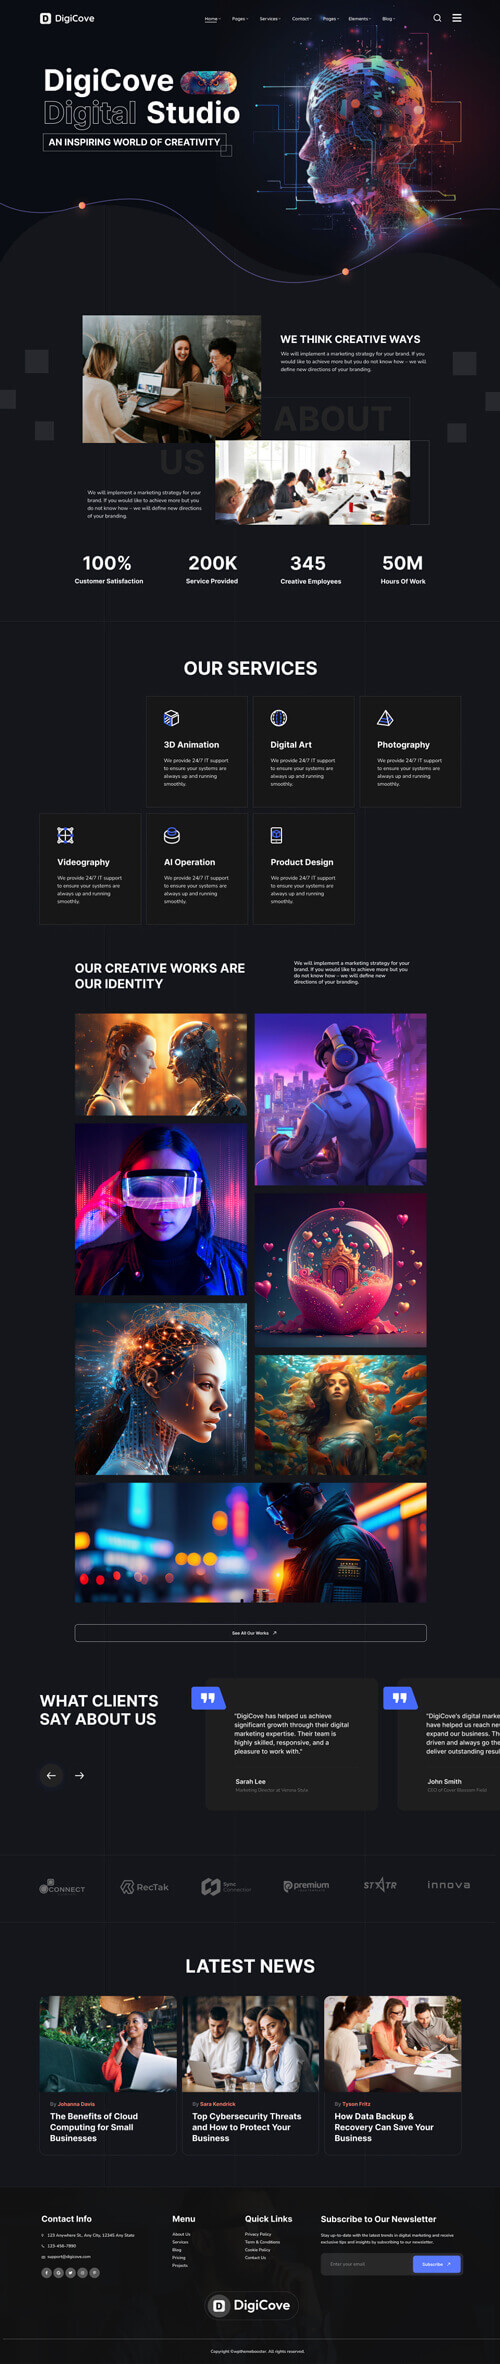 DigiCove
Home
Pages
Services
Contact
Pages
Elements
Blog
DigiCove
Digital Studio
AN INSPIRING WORLD OF CREATIVITY
WE THINK CREATIVE WAYS
We will implement a marketing strategy for your brand. If you
would like to achieve more but you do not know how – we will
define new directions of your branding.
ABOUT
US
We will implement a marketing strategy for your
brand. If you would like to achieve more but you
do not know how – we will define new directions
of your branding.
100%
Customer Satisfaction
200K
Service Provided
345
Creative Employees
50M
Hours Of Work
OUR SERVICES
3D Animation
We provide 24/7 IT support
to ensure your systems are
always up and running
smoothly.
Digital Art
We provide 24/7 IT support
to ensure your systems are
always up and running
smoothly.
Photography
We provide 24/7 IT support
to ensure your systems are
always up and running
smoothly.
Videography
We provide 24/7 IT support
to ensure your systems are
always up and running
smoothly.
AI Operation
We provide 24/7 IT support
to ensure your systems are
always up and running
smoothly.
Product Design
We provide 24/7 IT support
to ensure your systems are
always up and running
smoothly.
OUR CREATIVE WORKS ARE
OUR IDENTITY
We will implement a marketing strategy for your
brand. If you would like to achieve more but you
do not know how – we will define new
directions of your branding.
See All Our Works
WHAT CLIENTS
SAY ABOUT US
"DigiCove has helped us achieve
significant growth through their digital
marketing expertise. Their team is
highly skilled, responsive, and a
pleasure to work with."
Sarah Lee
"DigiCove's digital marke
have helped us reach ne
expand our business. Th
driven and always go the
deliver outstanding resul
John Smith
CONNECT
RecTak
Sync
premium
STATR
innova
LATEST NEWS
By Johanna Davis
The Benefits of Cloud
Computing for Small
Businesses
By Sara Kendrick
Top Cybersecurity Threats
and How to Protect Your
Business
By Tyson Fritz
How Data Backup &
Recovery Can Save Your
Business
Contact Info
123 Anywhere St., Any City, 12345 Any State
123-456-7890
support@digicove.com
Menu
About Us
Services
Blog
Pricing
Projects
Quick Links
Privacy Policy
Term & Conditions
Cookie Policy
Contact Us
Subscribe to Our Newsletter
Stay up-to-date with the latest trends in digital marketing and receive
exclusive tips and insights by subscribing to our newsletter.
Enter your email
Subscribe
DigiCove